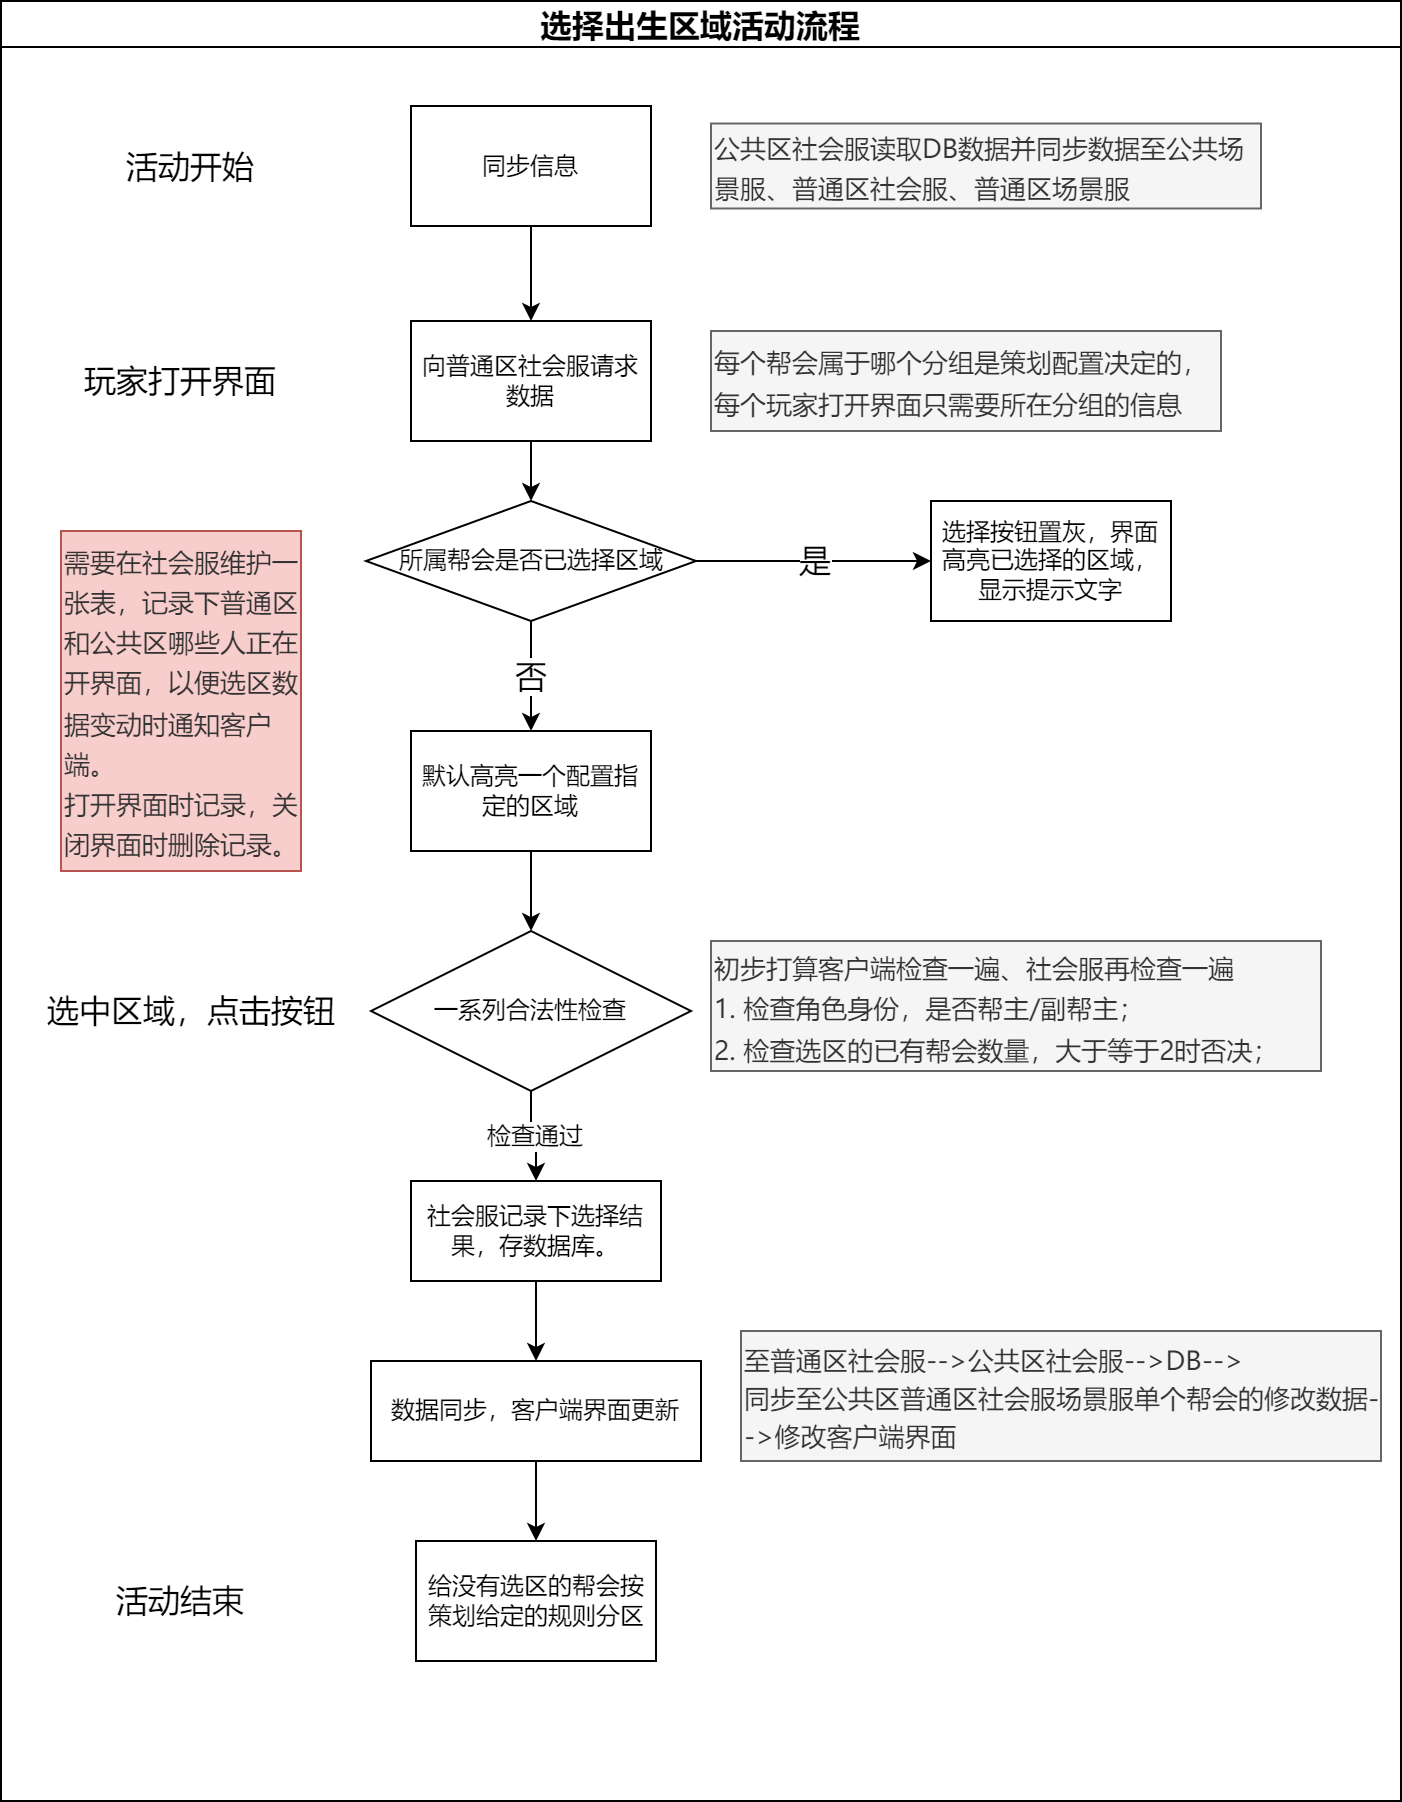 选择出生区域活动流程
活动开始
同步信息
公共区社会服读取DB数据并同步数据至公共场
景服、普通区社会服、普通区场景服
玩家打开界面
向普通区社会服请求
数据
每个帮会属于哪个分组是策划配置决定的，
每个玩家打开界面只需要所在分组的信息
所属帮会是否已选择区域
是
选择按钮置灰，界面
高亮已选择的区域，
显示提示文字
需要在社会服维护一
张表，记录下普通区
和公共区哪些人正在
开界面，以便选区数
据变动时通知客户
端。
打开界面时记录，关
闭界面时删除记录。
否
默认高亮一个配置指
定的区域
选中区域，点击按钮
一系列合法性检查
初步打算客户端检查一遍、社会服再检查一遍
1. 检查角色身份，是否帮主/副帮主；
2. 检查选区的已有帮会数量，大于等于2时否决；
检查通过
社会服记录下选择结
果，存数据库。
数据同步，客户端界面更新
至普通区社会服-->公共区社会服-->DB-->
同步至公共区普通区社会服场景服单个帮会的修改数据-
->修改客户端界面
活动结束
给没有选区的帮会按
策划给定的规则分区